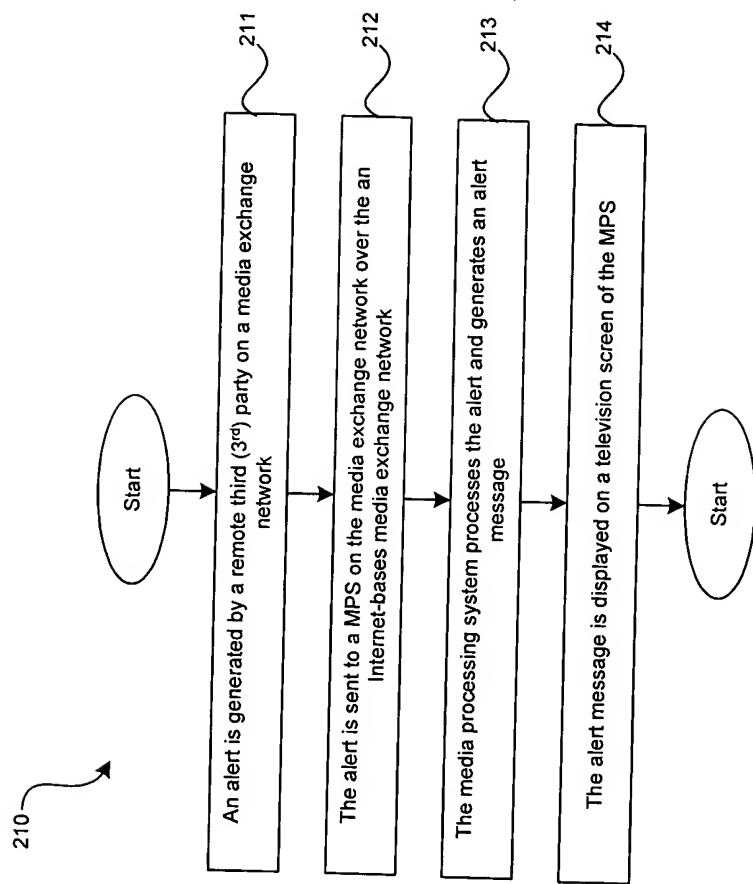 210
Start
An alert is generated by a remote third (3rd) party on a media exchange
network
211
The alert is sent to a MPS on the media exchange network over the an
Internet-bases media exchange network
212
The media processing system processes the alert and generates an alert
message
213
The alert message is displayed on a television screen of the MPS
214
Start